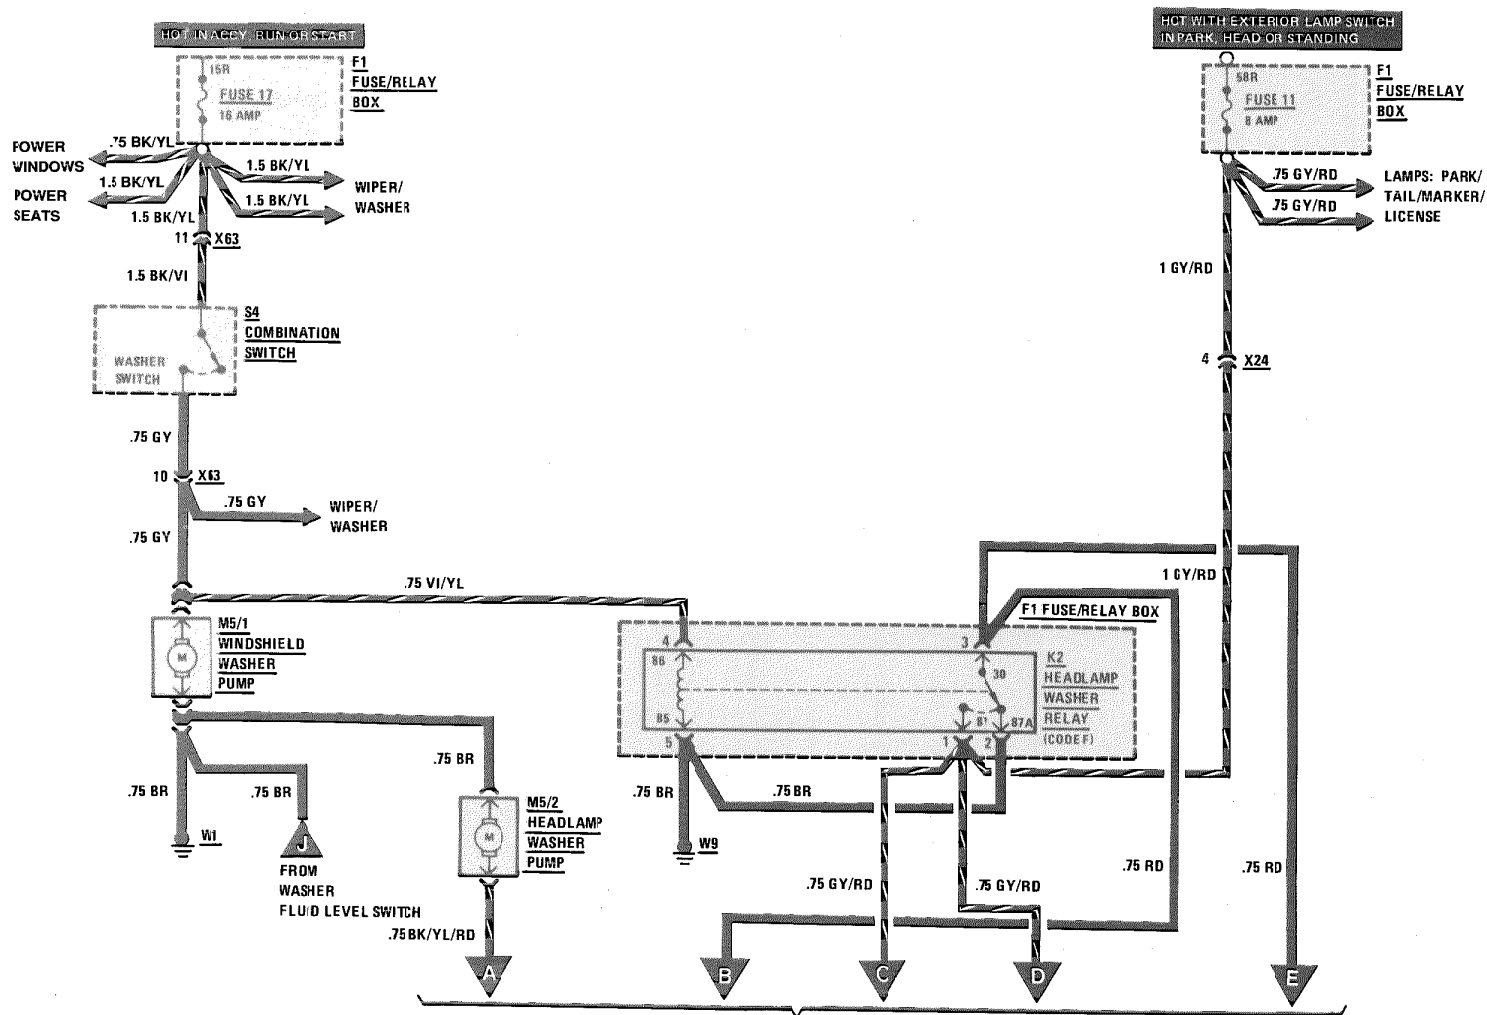 HOT IN ACCY, RUN OR START
15R
FUSE 17
16 AMP
F1
FUSE/RELAY
BOX
HOT WITH EXTERIOR LAMP SWITCH
IN PARK, HEAD OR STANDING
58R
FUSE 11
8 AMP
F1
FUSE/RELAY
BOX
POWER
WINDOWS
.75 BK/YL
1.5 BK/YL
POWER
SEATS
1.5 BK/YL
1.5 BK/YL
1.5 BK/YL
WIPER/
WASHER
.75 GY/RD
.75 GY/RD
LAMPS: PARK/
TAIL/MARKER/
LICENSE
11
X63
1.5 BK/VI
1 GY/RD
S4
COMBINATION
SWITCH
WASHER
SWITCH
4
X24
.75 GY
10
X63
.75 GY
WIPER/
WASHER
.75 GY
.75 VI/YL
1 GY/RD
F1 FUSE/RELAY BOX
M5/1
WINDSHIELD
WASHER
PUMP
M
4
86
3
30
K2
HEADLAMP
WASHER
RELAY
(CODE F)
85
81
87A
5
1
2
.75 BR
.75 BR
.75 BR
.75 BR
.75 BR
M5/2
HEADLAMP
WASHER
PUMP
M
W1
J
FROM
WASHER
FLUID LEVEL SWITCH
W9
.75 GY/RD
.75 GY/RD
.75 RD
.75 RD
.75BK/YL/RD
A
B
C
D
E